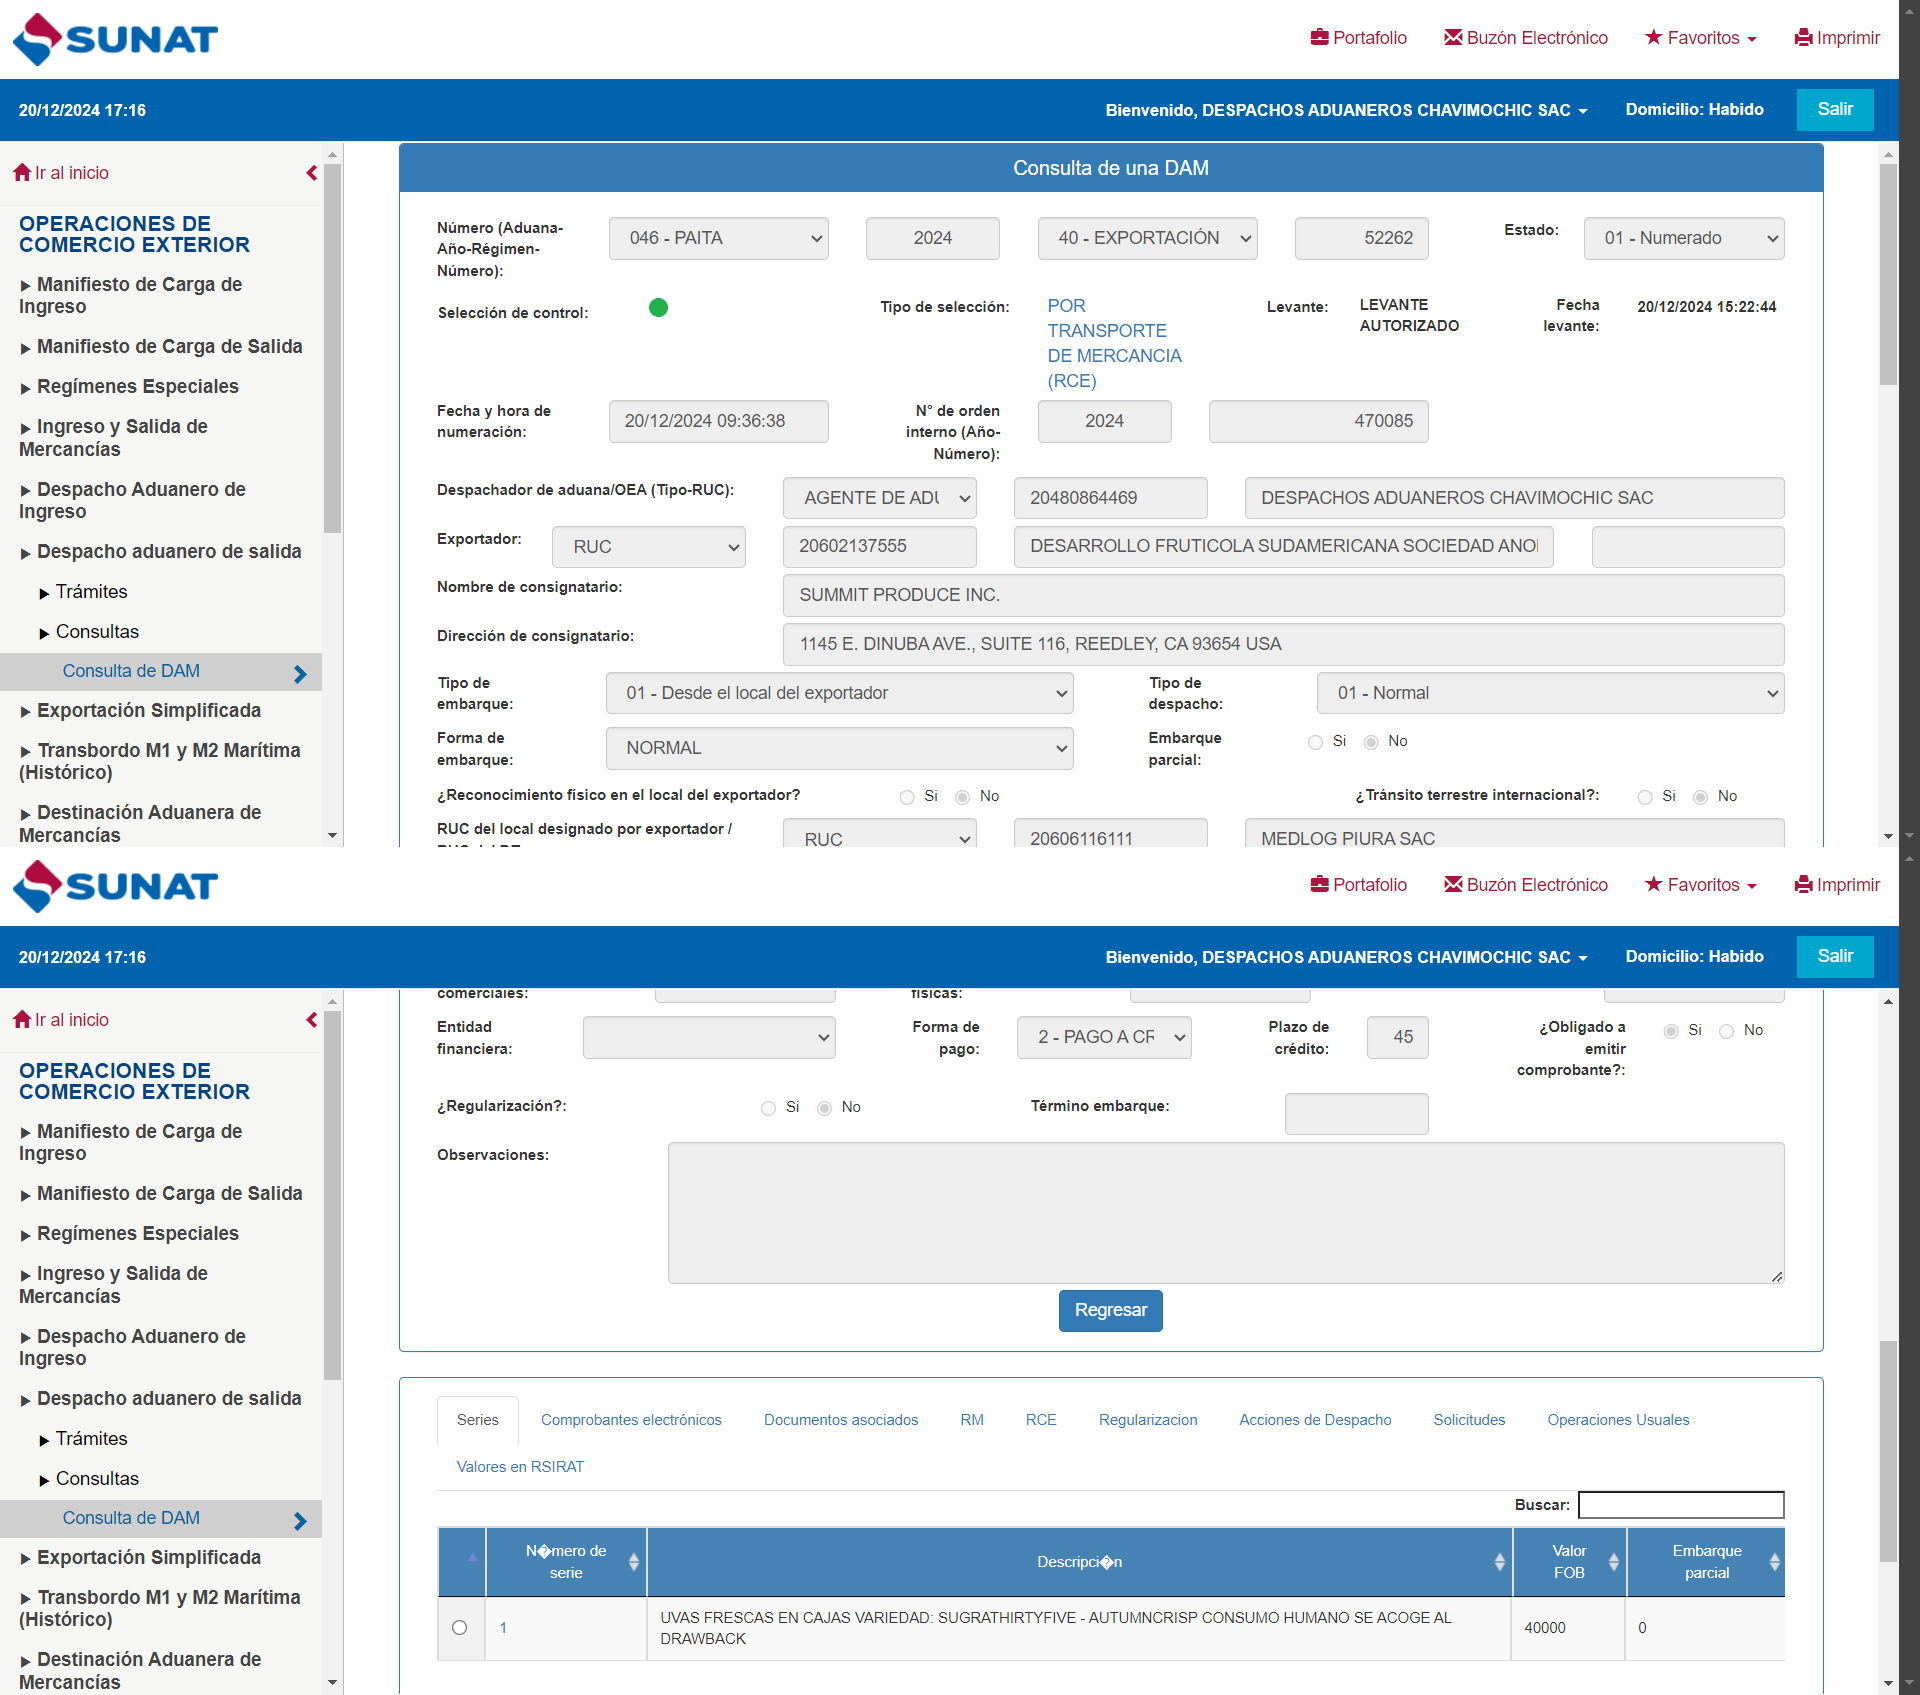 SUNAT
Portafolio Buzón Electrónico Favoritos Imprimir
20/12/2024 17:16 Bienvenido, DESPACHOS ADUANEROS CHAVIMOCHIC SAC Domicilio: Habido Salir
Ir al inicio
OPERACIONES DE
COMERCIO EXTERIOR
Manifiesto de Carga de
Ingreso
Manifiesto de Carga de Salida
Regímenes Especiales
Ingreso y Salida de
Mercancías
Despacho Aduanero de
Ingreso
Despacho aduanero de salida
Trámites
Consultas
Consulta de DAM
Exportación Simplificada
Transbordo M1 y M2 Marítima
(Histórico)
Destinación Aduanera de
Mercancías
Consulta de una DAM
Número (Aduana-
Año-Régimen-
Número):
046 - PAITA 2024 40 - EXPORTACIÓN 52262 Estado: 01 - Numerado
Selección de control: Tipo de selección:
POR
TRANSPORTE
DE MERCANCIA
(RCE)
Levante:
LEVANTE
AUTORIZADO
Fecha
levante:
20/12/2024 15:22:44
Fecha y hora de
numeración:
20/12/2024 09:36:38
N° de orden
interno (Año-
Número):
2024 470085
Despachador de aduana/OEA (Tipo-RUC): AGENTE DE ADU 20480864469 DESPACHOS ADUANEROS CHAVIMOCHIC SAC
Exportador: RUC 20602137555 DESARROLLO FRUTICOLA SUDAMERICANA SOCIEDAD ANO
Nombre de consignatario: SUMMIT PRODUCE INC.
Dirección de consignatario: 1145 E. DINUBA AVE., SUITE 116, REEDLEY, CA 93654 USA
Tipo de
embarque:
01 - Desde el local del exportador
Tipo de
despacho:
01 - Normal
Forma de
embarque:
NORMAL
Embarque
parcial:
Si No
¿Reconocimiento físico en el local del exportador? Si No ¿Tránsito terrestre internacional?: Si No
RUC del local designado por exportador /
RUC 20606116111 MEDLOG PIURA SAC
SUNAT
Portafolio Buzón Electrónico Favoritos Imprimir
20/12/2024 17:16 Bienvenido, DESPACHOS ADUANEROS CHAVIMOCHIC SAC Domicilio: Habido Salir
Ir al inicio
OPERACIONES DE
COMERCIO EXTERIOR
Manifiesto de Carga de
Ingreso
Manifiesto de Carga de Salida
Regímenes Especiales
Ingreso y Salida de
Mercancías
Despacho Aduanero de
Ingreso
Despacho aduanero de salida
Trámites
Consultas
Consulta de DAM
Exportación Simplificada
Transbordo M1 y M2 Marítima
(Histórico)
Destinación Aduanera de
Mercancías
comerciales: físicas:
Entidad
financiera:
Forma de
pago:
2 - PAGO A CR
Plazo de
crédito:
45
¿Obligado a
emitir
comprobante?:
Si No
¿Regularización?: Si No Término embarque:
Observaciones:
Regresar
Series Comprobantes electrónicos Documentos asociados RM RCE Regularizacion Acciones de Despacho Solicitudes Operaciones Usuales
Valores en RSIRAT
Buscar:
N�mero de
serie
Descripci�n
Valor
FOB
Embarque
parcial
1
UVAS FRESCAS EN CAJAS VARIEDAD: SUGRATHIRTYFIVE - AUTUMNCRISP CONSUMO HUMANO SE ACOGE AL
DRAWBACK
40000 0